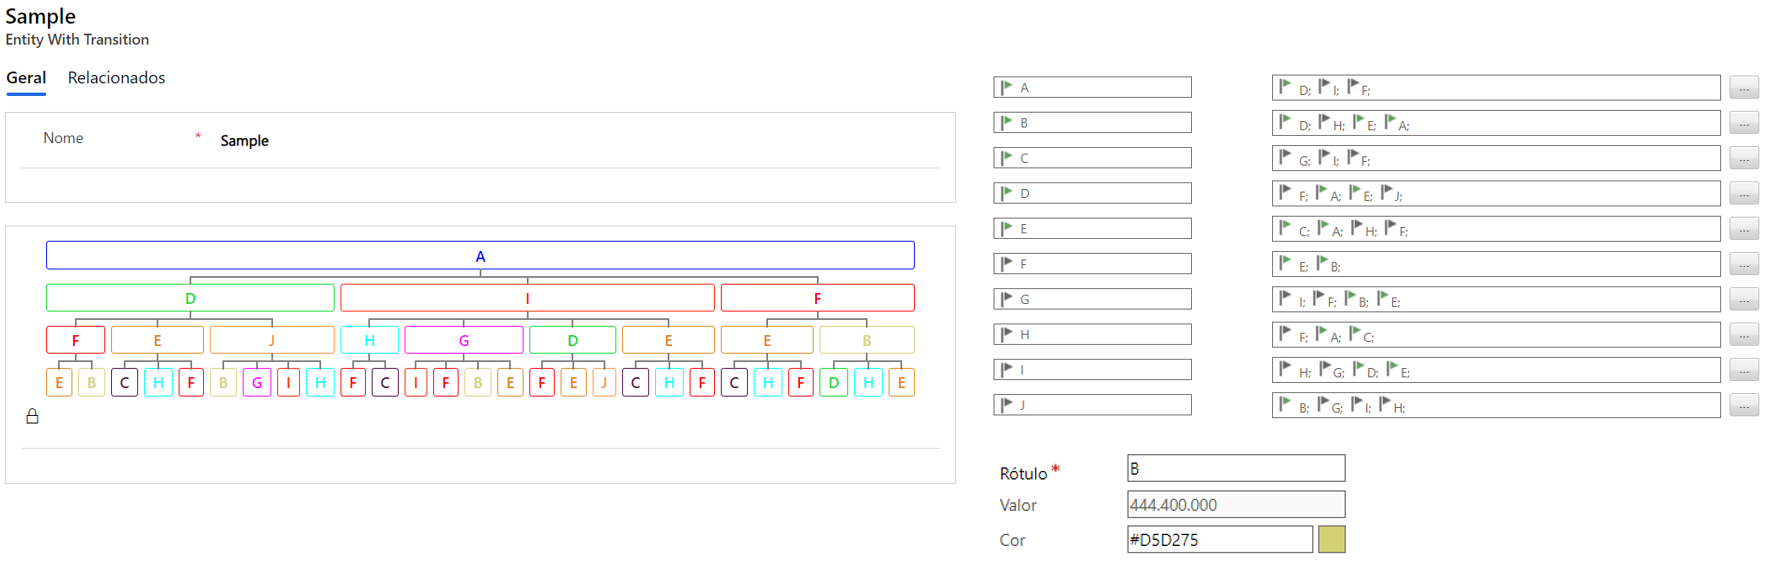 Sample
Entity With Transition
Geral Relacionados
Nome * Sample
A
D I F
F E J H G D E E B
E B C H F B G I H F C I F B E F E J C H F C H F D H E
A D; I; F; ...
B D; H; E; A; ...
C G; I; F; ...
D F; A; E; J; ...
E C; A; H; F; ...
F E; B; ...
G I; F; B; E; ...
H F; A; C; ...
I H; G; D; E; ...
J B; G; I; H; ...
Rótulo * B
Valor 444.400.000
Cor #D5D275